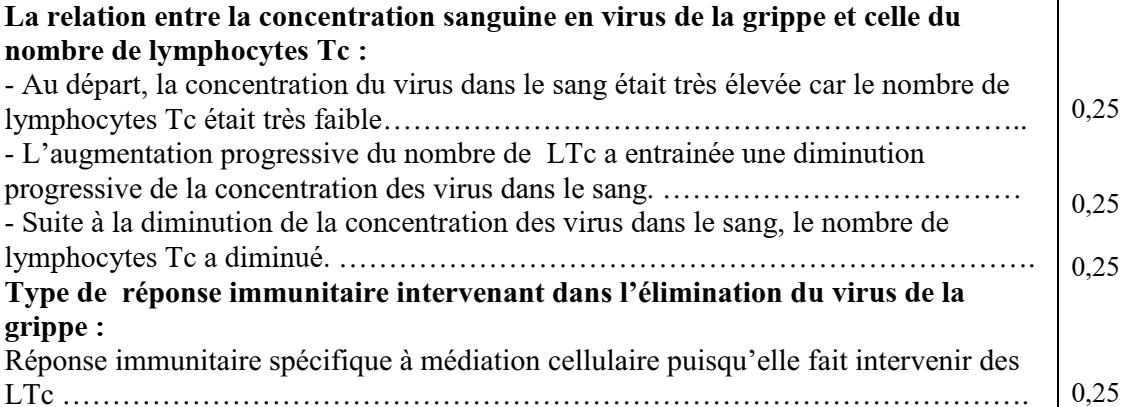 La relation entre la concentration sanguine en virus de la grippe et celle du
nombre de lymphocytes Tc :
- Au départ, la concentration du virus dans le sang était très élevée car le nombre de
lymphocytes Tc était très faible……………………………………………………….. 0,25
- L’augmentation progressive du nombre de LTc a entrainée une diminution
progressive de la concentration des virus dans le sang. ……………………………… 0,25
- Suite à la diminution de la concentration des virus dans le sang, le nombre de
lymphocytes Tc a diminué. ……………………………………………………………. 0,25
Type de réponse immunitaire intervenant dans l’élimination du virus de la
grippe :
Réponse immunitaire spécifique à médiation cellulaire puisqu’elle fait intervenir des
LTc ……………………………………………………………………………………. 0,25